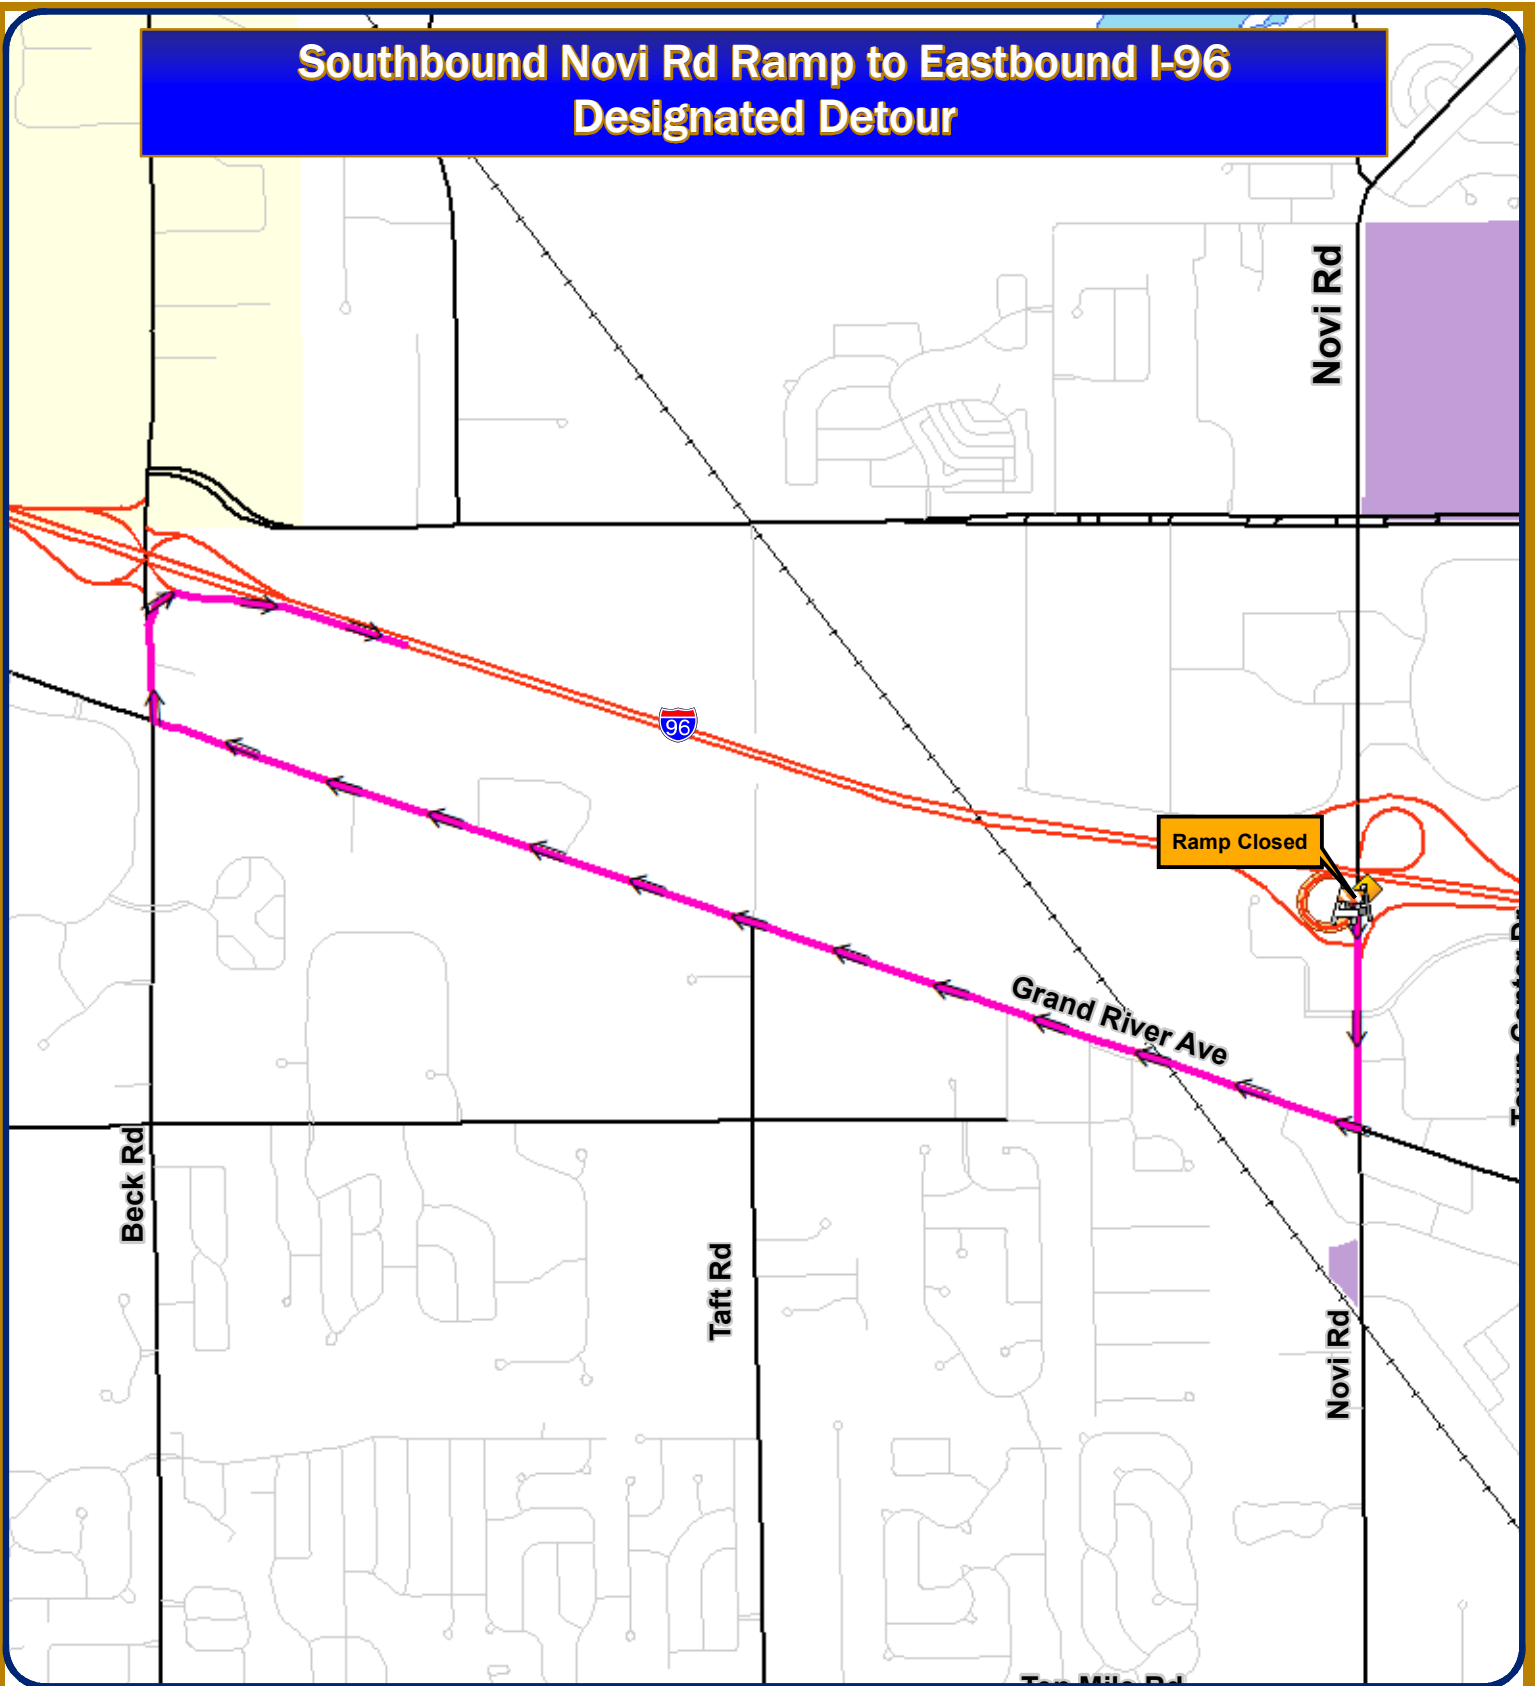 Southbound Novi Rd Ramp to Eastbound I-96
Designated Detour
Novi Rd
96
Ramp Closed
Grand River Ave
Beck Rd
Taft Rd
Novi Rd